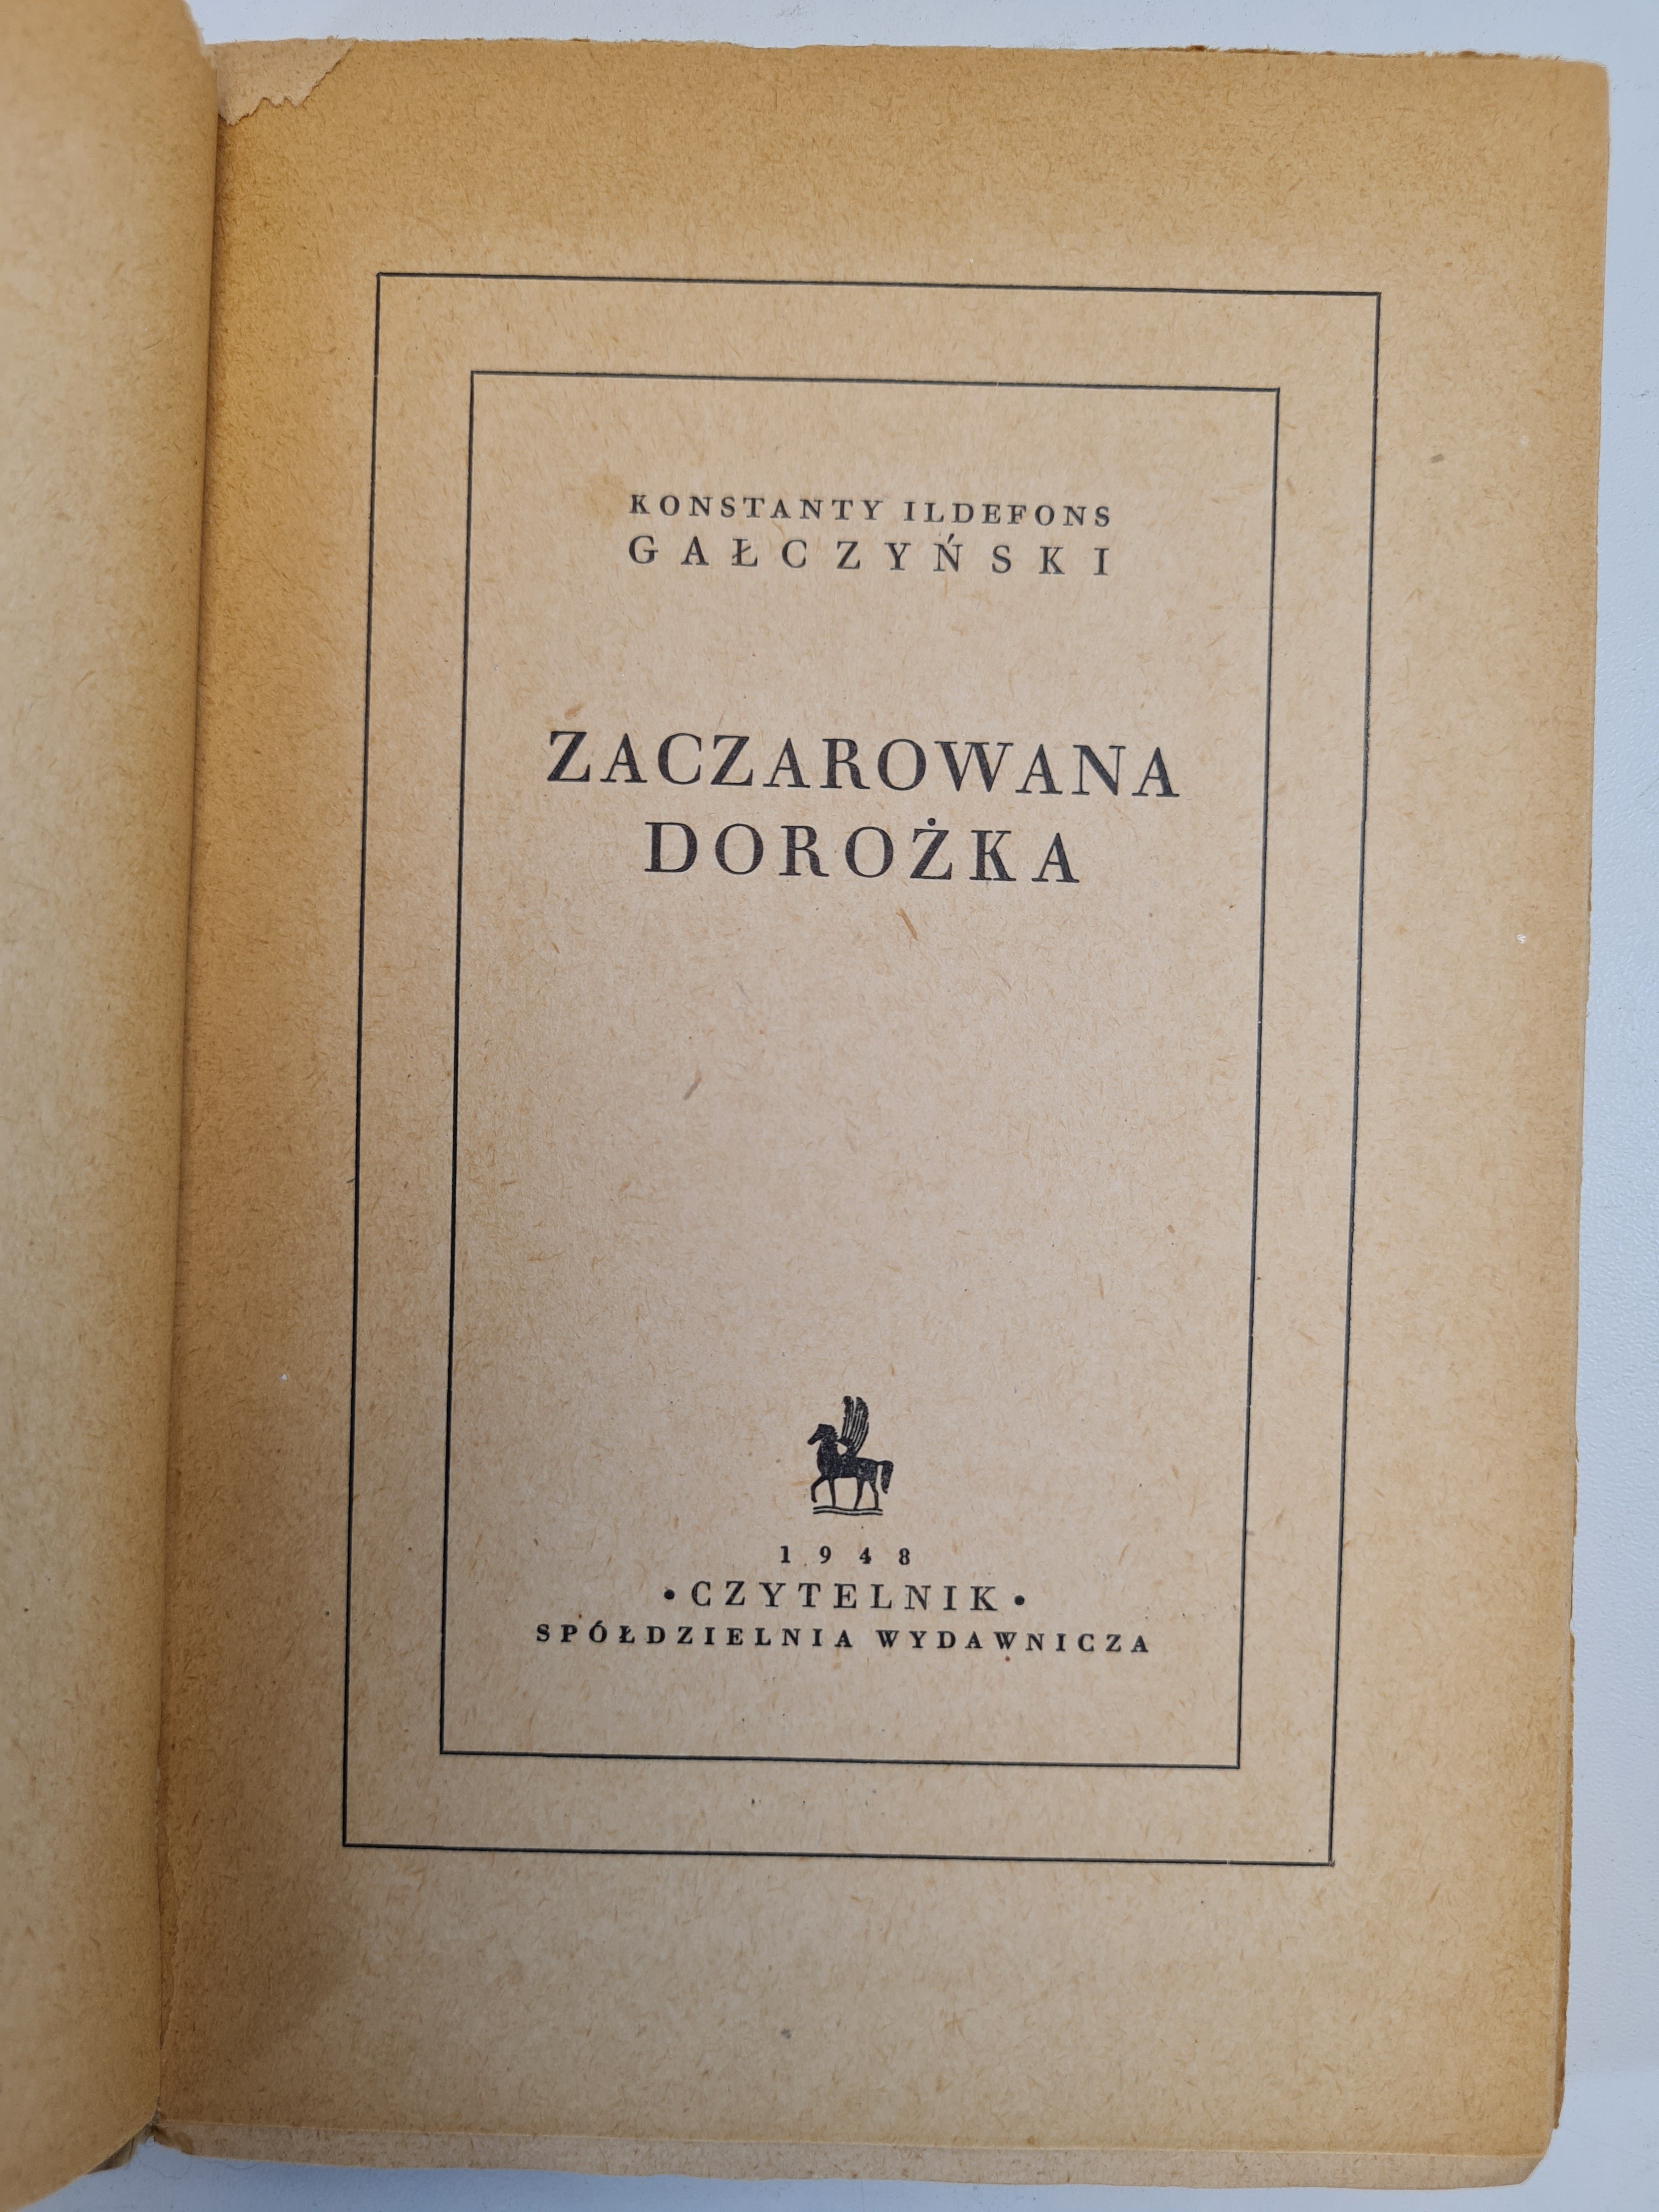 KONSTANTY ILDEFONS
GAŁCZYŃSKI
ZACZAROWANA
DOROŻKA
1948
•CZYTELNIK•
SPÓŁDZIELNIA WYDAWNICZA